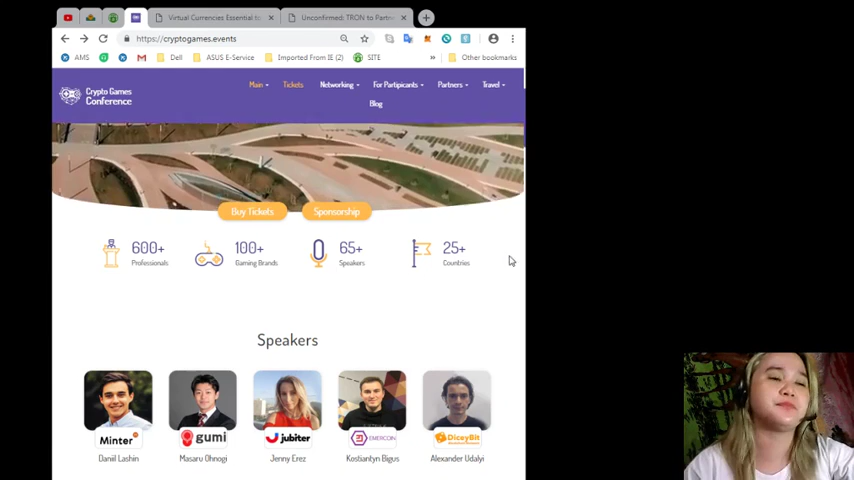 Virtual Currencies Essential to
Unconfirmed: TRON to Partn
https://cryptogames.events
AMS
Dell
ASUS E-Service
Imported From IE (2)
SITE
Other bookmarks
Crypto Games
Conference
Main
Tickets
Networking
For Partipicants
Partners
Travel
Blog
Buy Tickets
Sponsorship
600+
Professionals
100+
Gaming Brands
65+
Speakers
25+
Countries
Speakers
Minter
gumi
jubiter
EMERCOIN
DiceyBit
Daniil Lashin
Masaru Ohnogi
Jenny Erez
Kostiantyn Bigus
Alexander Udalyi